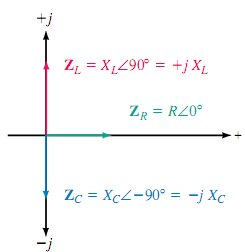 +j
Z_L = X_L∠90° = +j X_L
Z_R = R∠0°
+
Z_C = X_C∠−90° = −j X_C
−j